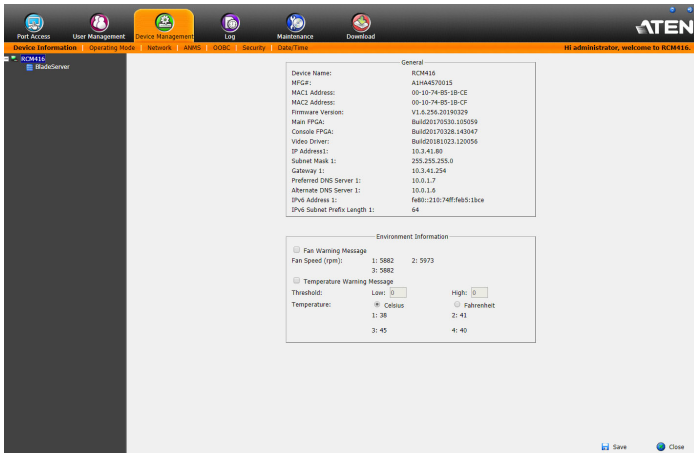 Port Access User Management Device Management Log Maintenance Download
ATEN
Device Information Operating Mode Network ANMS OOBC Security Date/Time
Hi administrator, welcome to RCM416.
RCM416
BladeServer
General
Device Name: RCM416
MFG#: A1HA4570015
MAC1 Address: 00-10-74-B5-1B-CE
MAC2 Address: 00-10-74-B5-1B-CF
Firmware Version: V1.6.256.20190329
Main FPGA: Build20170530.105059
Console FPGA: Build20170328.143047
Video Driver: Build20181023.120056
IP Address1: 10.3.41.80
Subnet Mask 1: 255.255.255.0
Gateway 1: 10.3.41.254
Preferred DNS Server 1: 10.0.1.7
Alternate DNS Server 1: 10.0.1.6
IPv6 Address 1: fe80::210:74ff:feb5:1bce
IPv6 Subnet Prefix Length 1: 64
Environment Information
Fan Warning Message
Fan Speed (rpm): 1: 5882 2: 5973
3: 5882
Temperature Warning Message
Threshold: Low: 0 High: 0
Temperature: Celsius Fahrenheit
1: 38 2: 41
3: 45 4: 40
Save Close